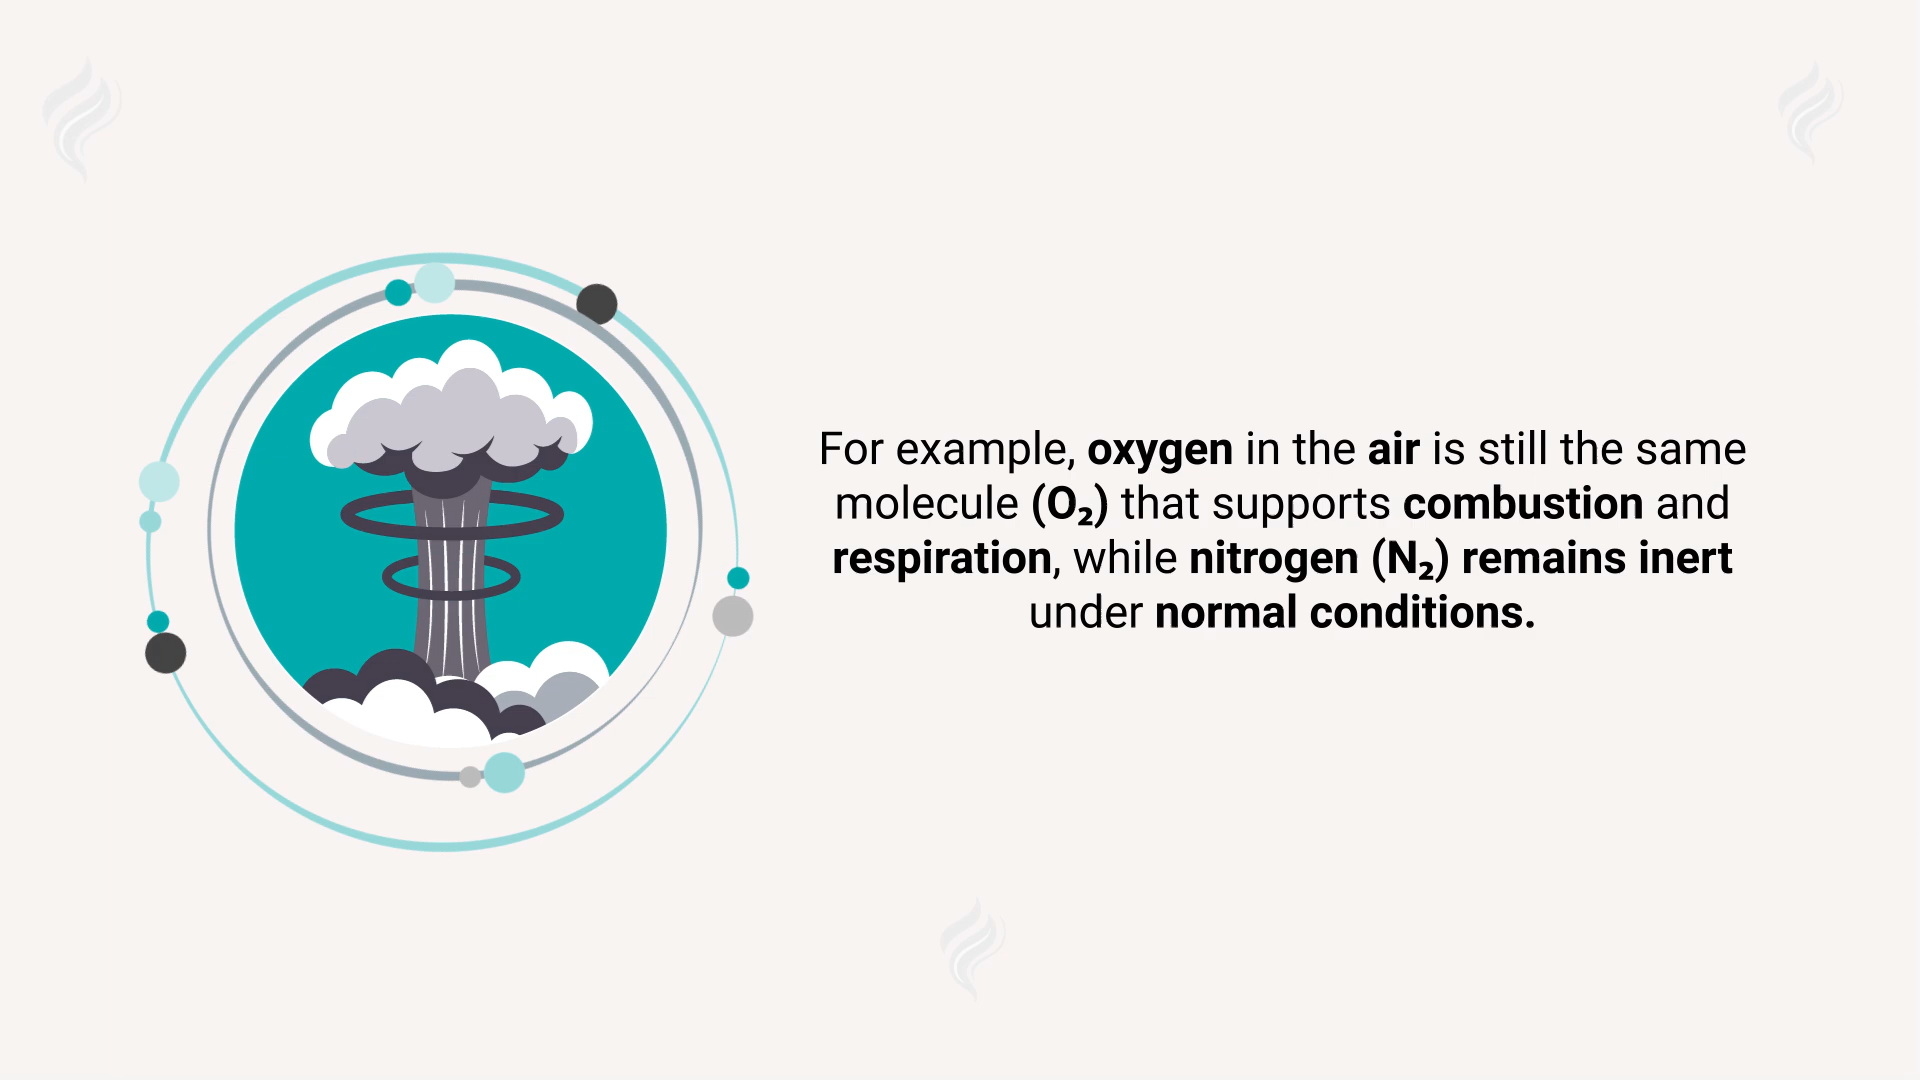 For example, oxygen in the air is still the same
molecule (O₂) that supports combustion and
respiration, while nitrogen (N₂) remains inert
under normal conditions.